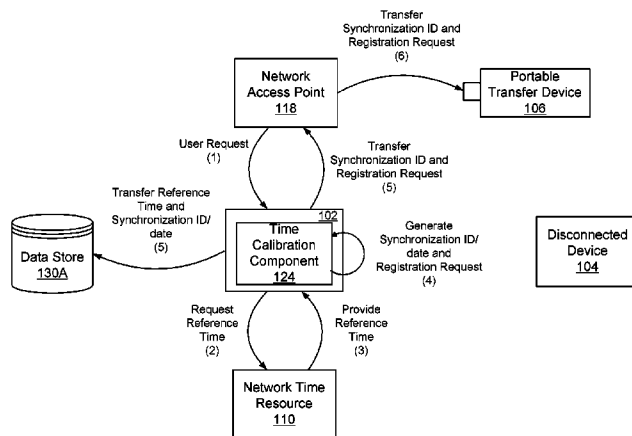 Transfer
Synchronization ID and
Registration Request
(6)
Network
Access Point
118
Portable
Transfer Device
106
User Request
(1)
Transfer
Synchronization ID and
Registration Request
(5)
Transfer Reference
Time and
Synchronization ID/
date
(5)
Data Store
130A
102
Time
Calibration
Component
124
Generate
Synchronization ID/
date and
Registration Request
(4)
Disconnected
Device
104
Request
Reference
Time
(2)
Provide
Reference
Time
(3)
Network Time
Resource
110